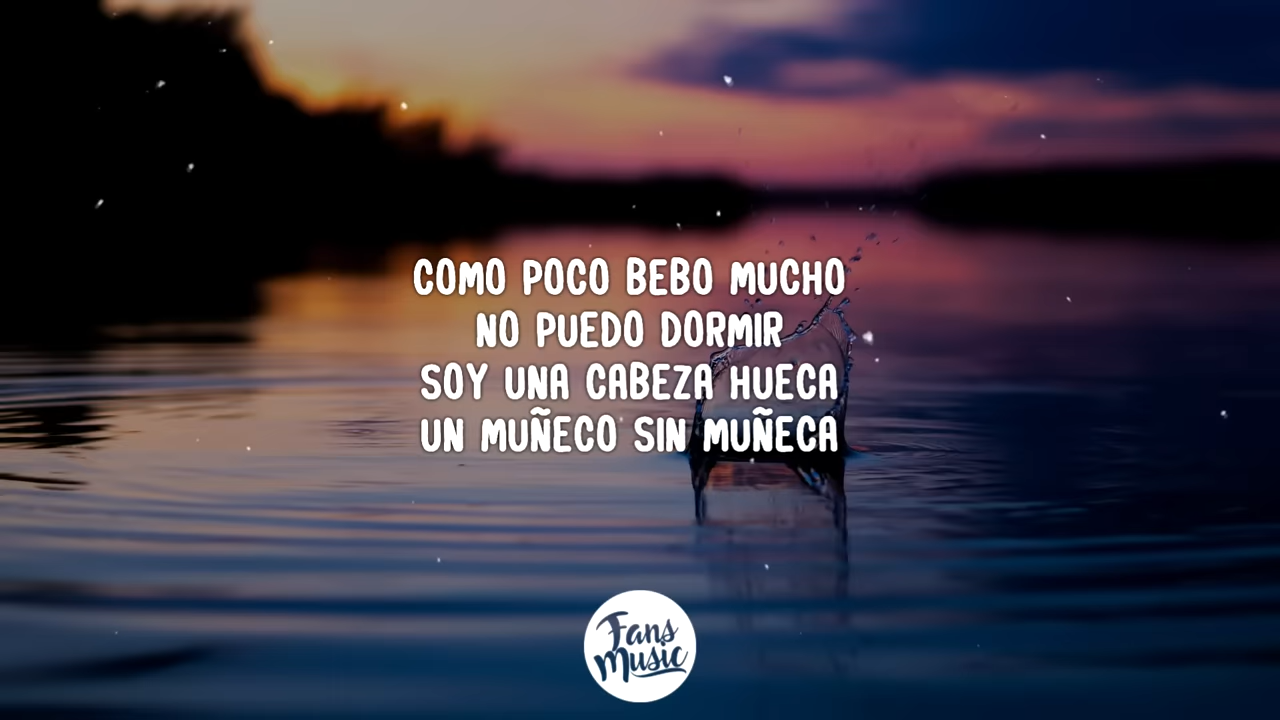 COMO POCO BEBO MUCHO
NO PUEDO DORMIR
SOY UNA CABEZA HUECA
UN MUÑECO SIN MUÑECA
Fans
Music